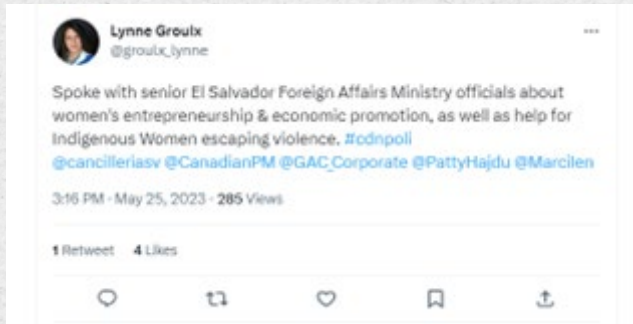 Lynne Groulx
@groulx_lynne
Spoke with senior El Salvador Foreign Affairs Ministry officials about
women's entrepreneurship & economic promotion, as well as help for
Indigenous Women escaping violence. #cdnpoli
@cancilleriasv @CanadianPM @GAC_Corporate @PattyHajdu @MarciIen
3:16 PM · May 25, 2023 · 285 Views
1 Retweet 4 Likes